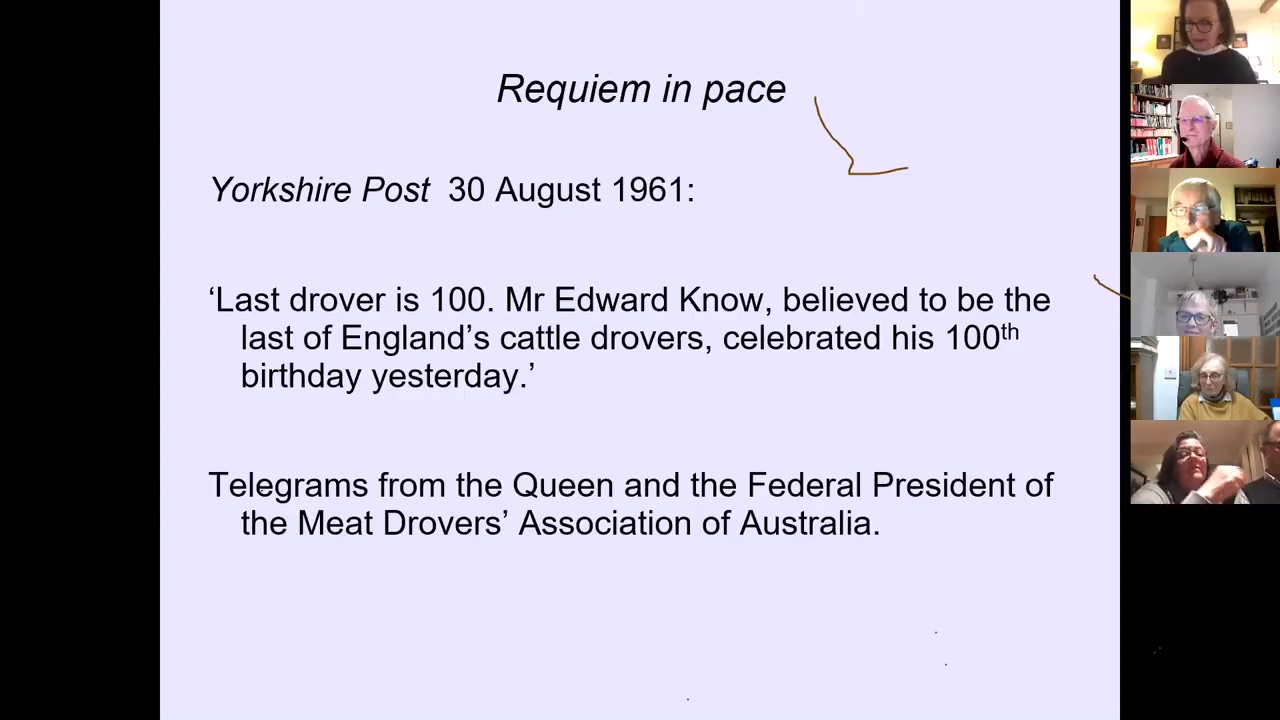 Requiem in pace
Yorkshire Post 30 August 1961:
‘Last drover is 100. Mr Edward Know, believed to be the
last of England’s cattle drovers, celebrated his 100th
birthday yesterday.’
Telegrams from the Queen and the Federal President of
the Meat Drovers’ Association of Australia.